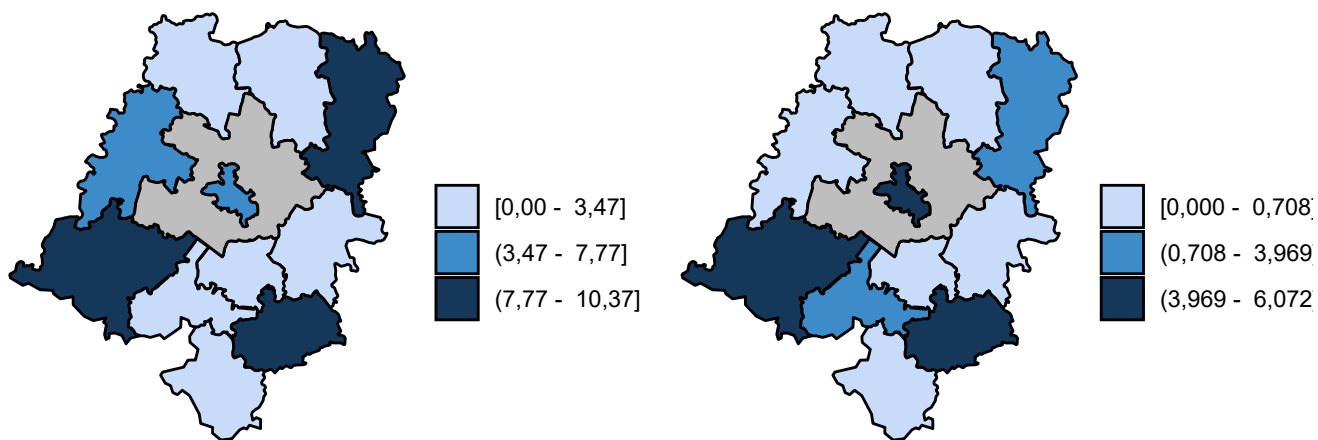 [0,00 - 3,47]
(3,47 - 7,77]
(7,77 - 10,37]
[0,000 - 0,708]
(0,708 - 3,969]
(3,969 - 6,072]